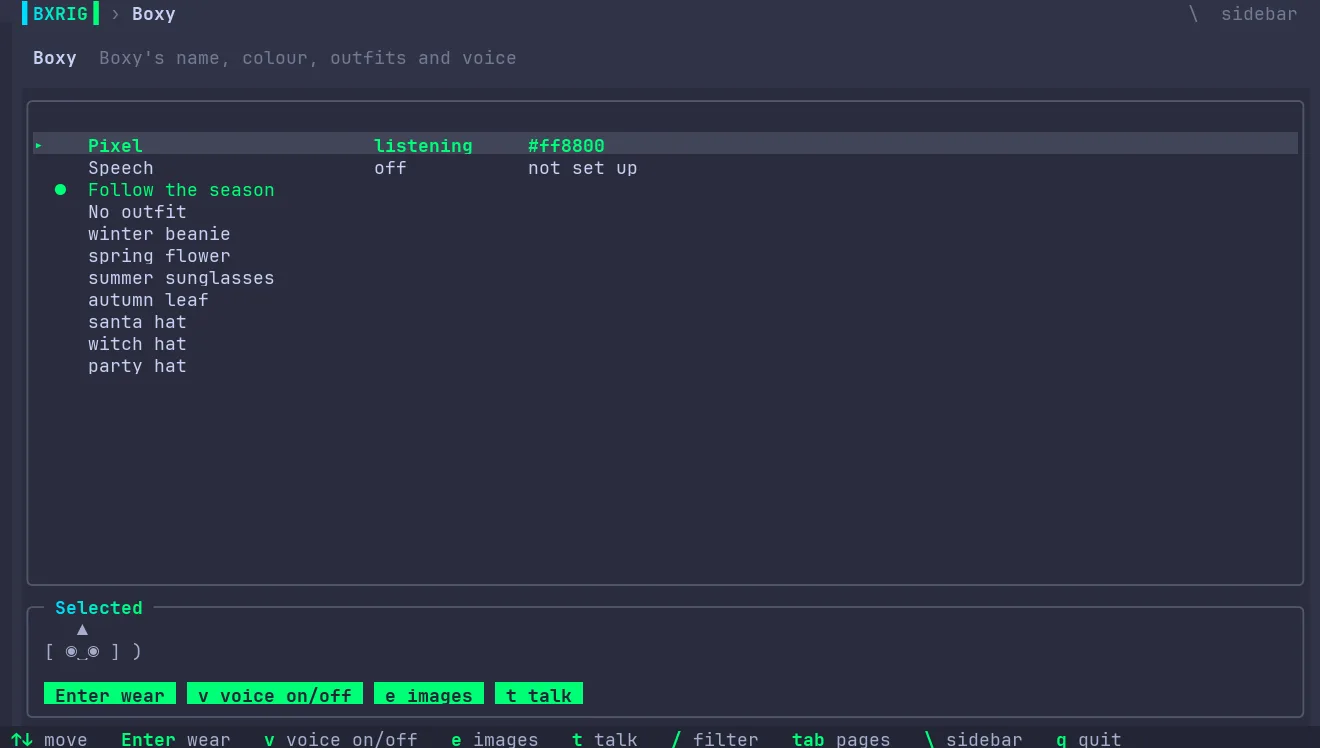 BXRIG › Boxy \ sidebar
Boxy Boxy's name, colour, outfits and voice
▸ Pixel listening #ff8800
Speech off not set up
● Follow the season
No outfit
winter beanie
spring flower
summer sunglasses
autumn leaf
santa hat
witch hat
party hat
Selected
▲
[ ◉‿◉ ] )
Enter wear v voice on/off e images t talk
↑↓ move Enter wear v voice on/off e images t talk / filter tab pages \ sidebar q quit